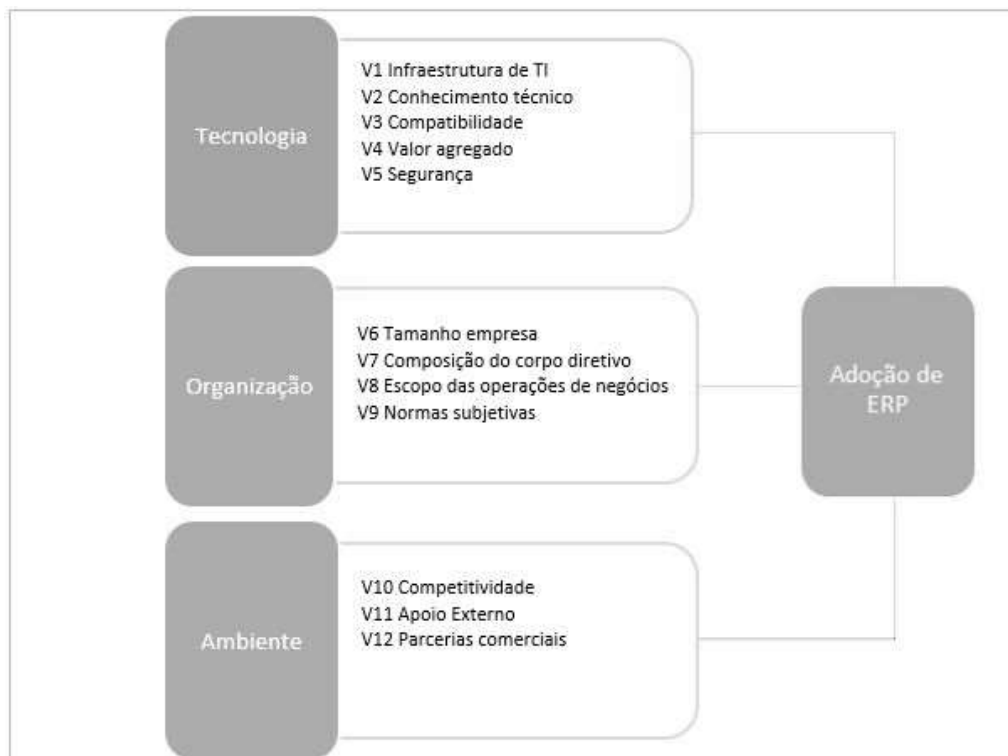 Tecnologia
V1 Infraestrutura de TI
V2 Conhecimento técnico
V3 Compatibilidade
V4 Valor agregado
V5 Segurança
Organização
V6 Tamanho empresa
V7 Composição do corpo diretivo
V8 Escopo das operações de negócios
V9 Normas subjetivas
Adoção de
ERP
Ambiente
V10 Competitividade
V11 Apoio Externo
V12 Parcerias comerciais